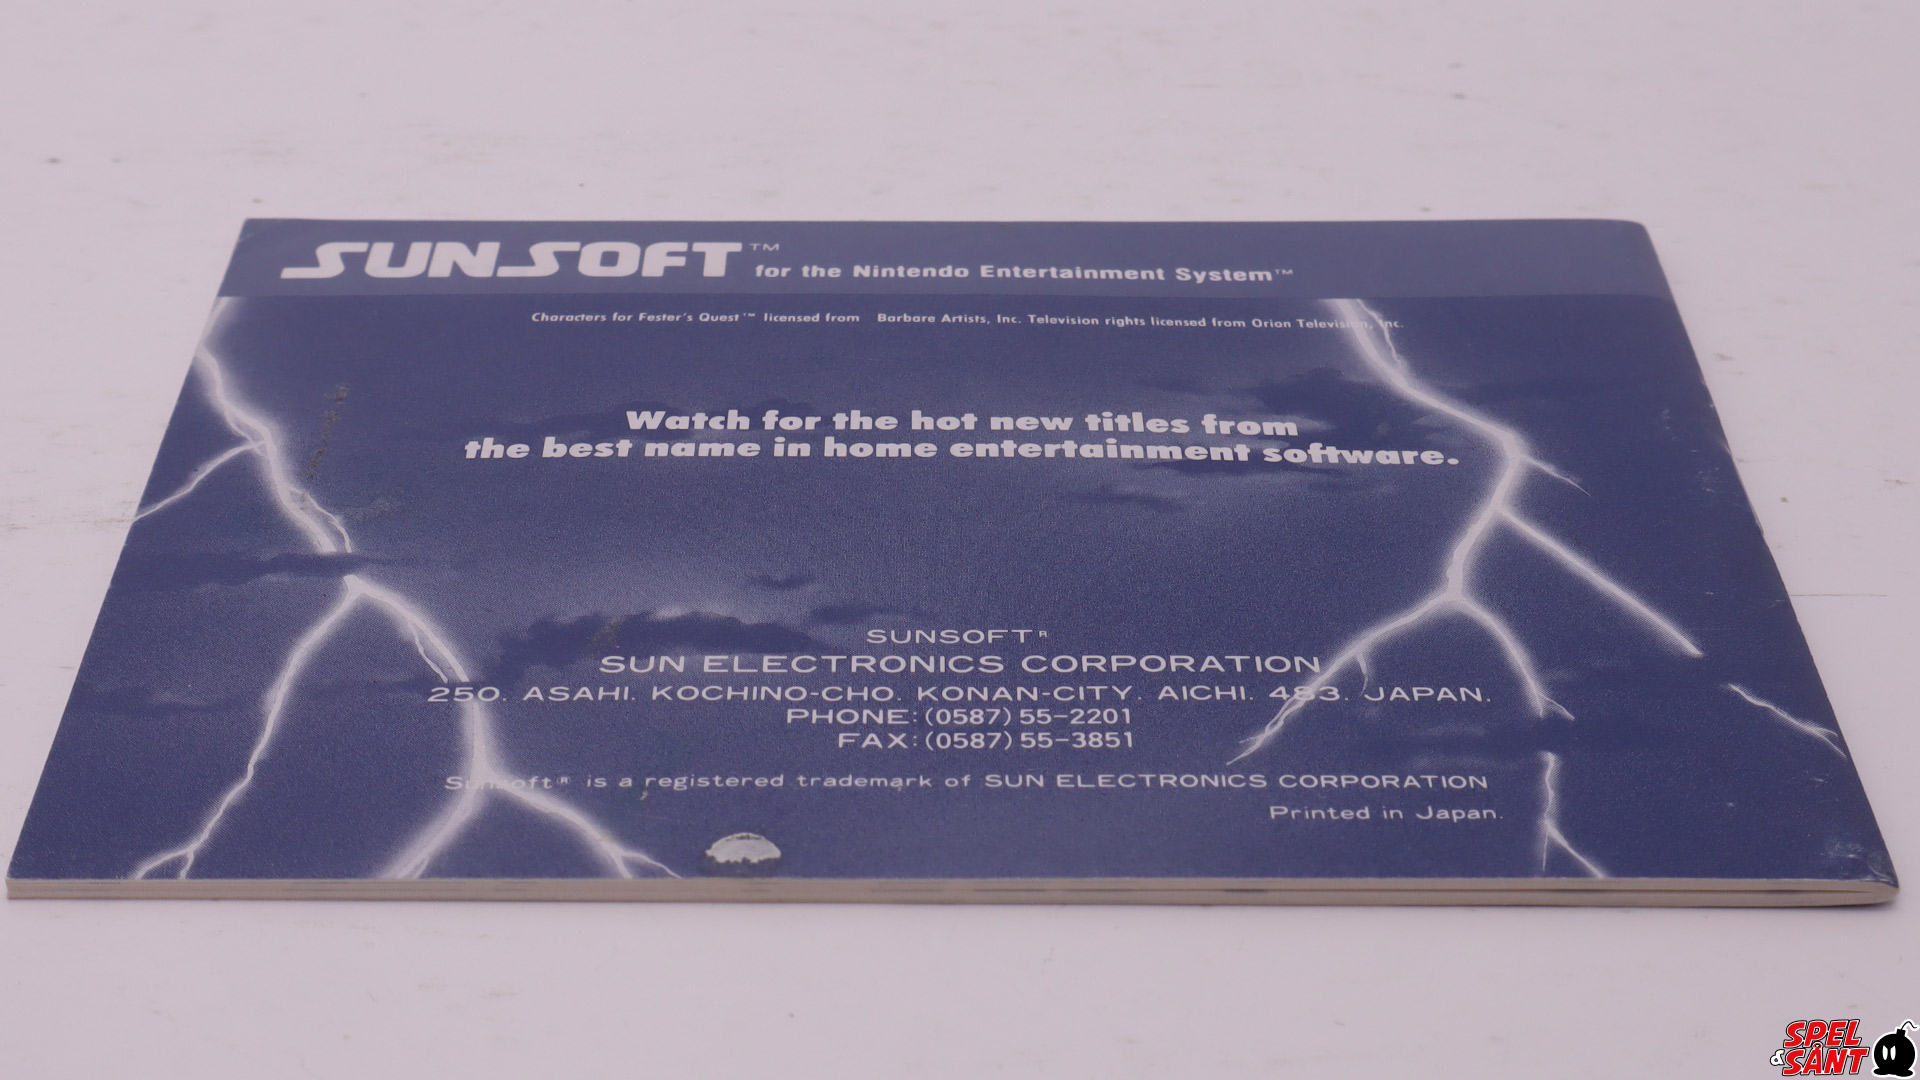 SUNSOFT™ for the Nintendo Entertainment System™
Characters for Fester's Quest™ licensed from Barbare Artists, Inc. Television rights licensed from Orion Television, Inc.
Watch for the hot new titles from
the best name in home entertainment software.
SUNSOFT®
SUN ELECTRONICS CORPORATION
250. ASAHI. KOCHINO-CHO. KONAN-CITY. AICHI. 483. JAPAN.
PHONE:(0587)55-2201
FAX:(0587)55-3851
Sunsoft® is a registered trademark of SUN ELECTRONICS CORPORATION
Printed in Japan.
SPEL
&SÅNT